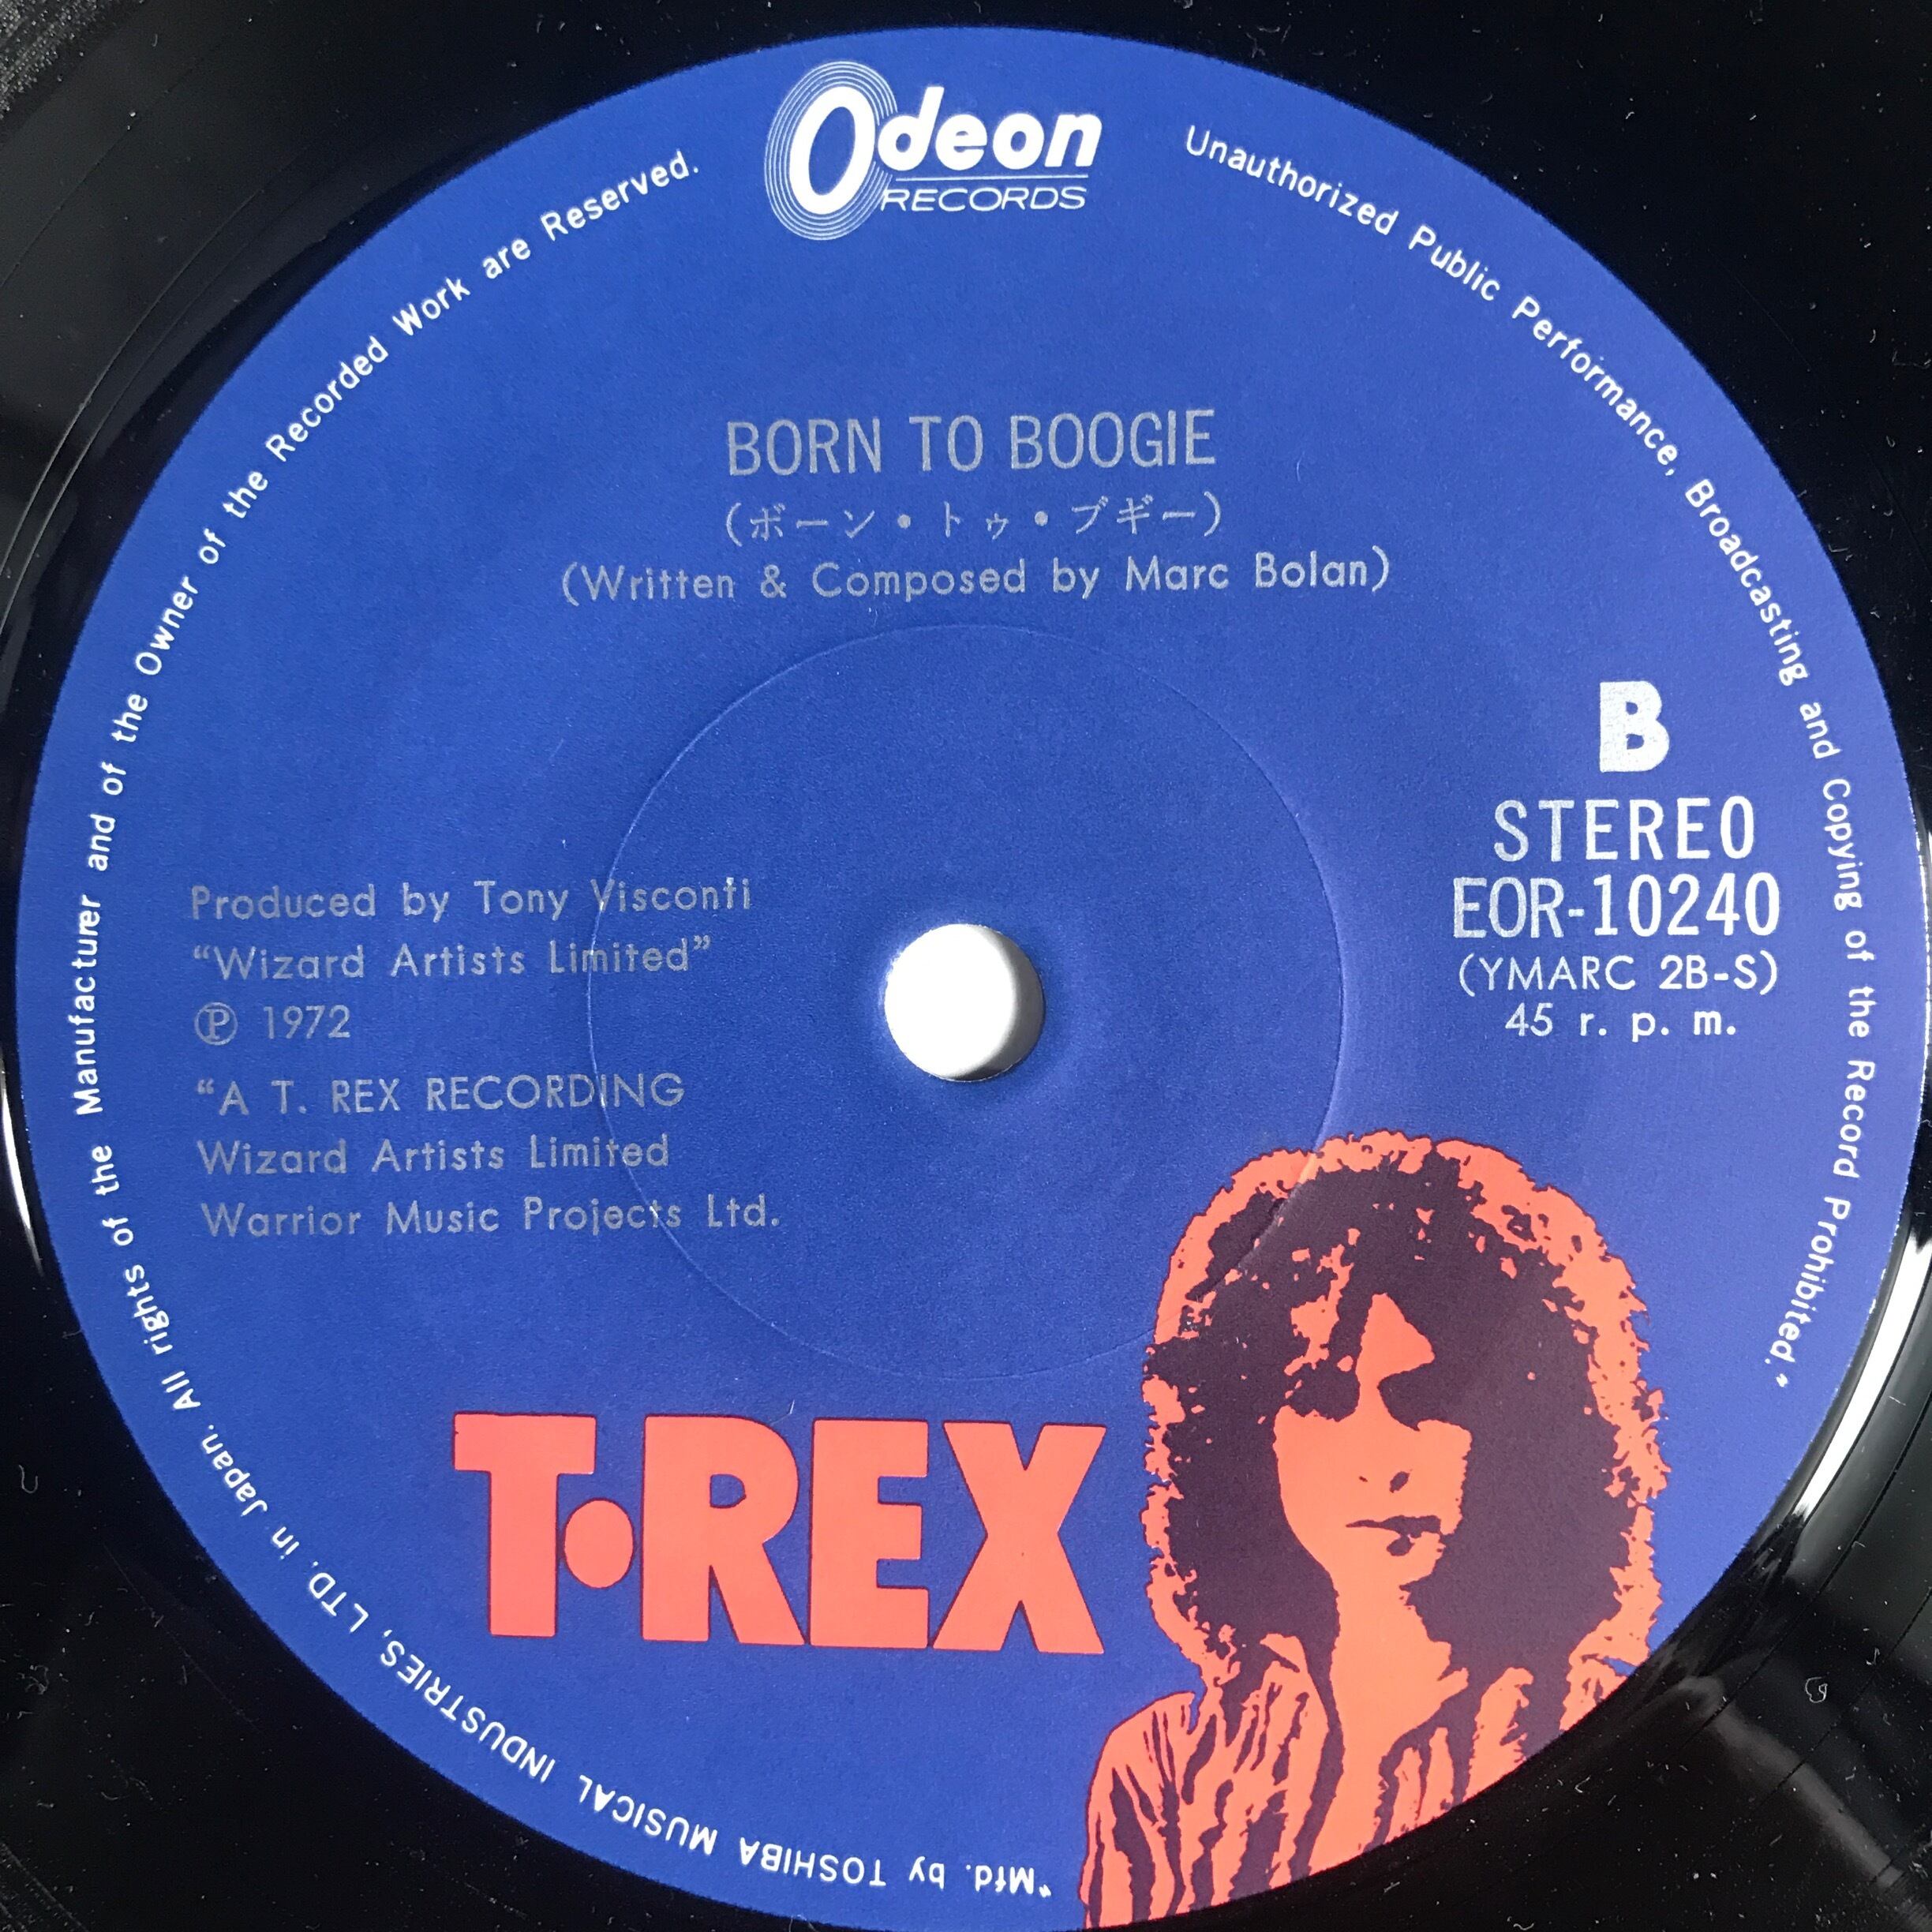 Odeon
RECORDS
BORN TO BOOGIE
(ボーン・トゥ・ブギー)
(Written & Composed by Marc Bolan)
B
STEREO
EOR-10240
(YMARC 2B-S)
45 r. p. m.
Produced by Tony Visconti
“Wizard Artists Limited”
Ⓟ 1972
“A T. REX RECORDING
Wizard Artists Limited
Warrior Music Projects Ltd.
T•REX
"Mfd. by TOSHIBA MUSICAL INDUSTRIES, LTD. in Japan. All rights of the Manufacturer and of the Owner of the Recorded Work are Reserved. Unauthorized Public Performance, Broadcasting and Copying of the Record Prohibited."